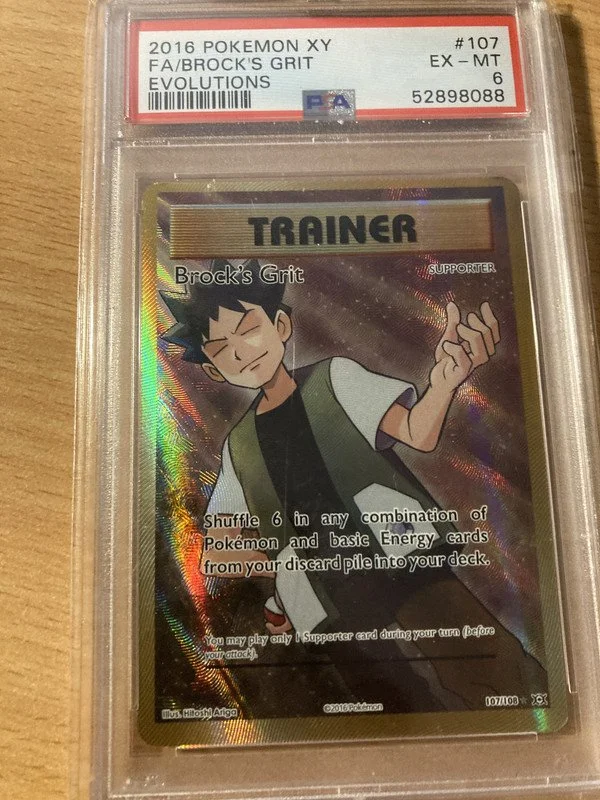 2016 POKEMON XY #107
FA/BROCK'S GRIT EX – MT
EVOLUTIONS 6
PSA 52898088
TRAINER
Brock's Grit SUPPORTER
Shuffle 6 in any combination of
Pokémon and basic Energy cards
from your discard pile into your deck.
You may play only 1 Supporter card during your turn (before
your attack).
Illus. Hitoshi Ariga ©2016 Pokémon 107/108